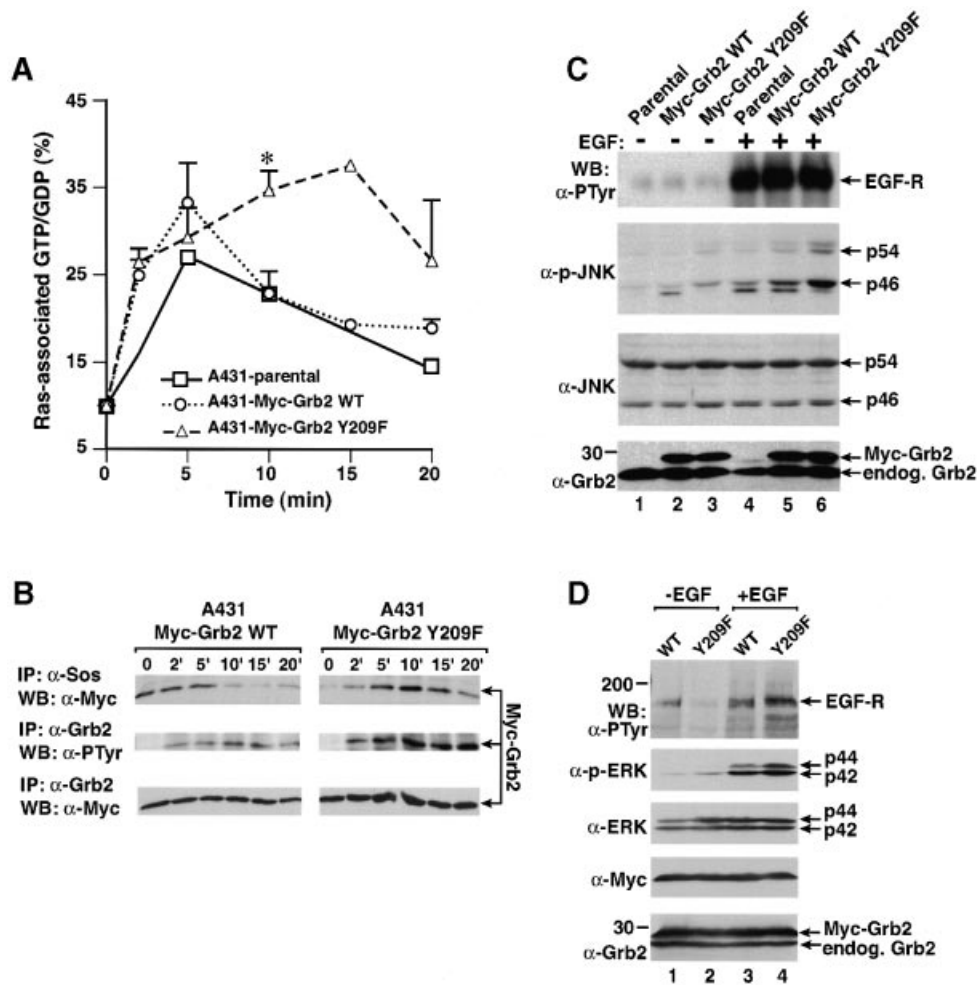 A
45
35
25
15
5
Ras-associated GTP/GDP (%)
*
A431-parental
A431-Myc-Grb2 WT
A431-Myc-Grb2 Y209F
0 5 10 15 20
Time (min)
B
A431
Myc-Grb2 WT
A431
Myc-Grb2 Y209F
0 2' 5' 10' 15' 20'
0 2' 5' 10' 15' 20'
IP: α-Sos
WB: α-Myc
IP: α-Grb2
WB: α-PTyr
IP: α-Grb2
WB: α-Myc
Myc-Grb2
C
Parental
Myc-Grb2 WT
Myc-Grb2 Y209F
Parental
Myc-Grb2 WT
Myc-Grb2 Y209F
EGF: - - - + + +
WB:
α-PTyr
EGF-R
α-p-JNK
p54
p46
α-JNK
p54
p46
30
α-Grb2
Myc-Grb2
endog. Grb2
1 2 3 4 5 6
D
-EGF +EGF
WT Y209F WT Y209F
200
WB:
α-PTyr
EGF-R
α-p-ERK
p44
p42
α-ERK
p44
p42
α-Myc
30
α-Grb2
Myc-Grb2
endog. Grb2
1 2 3 4